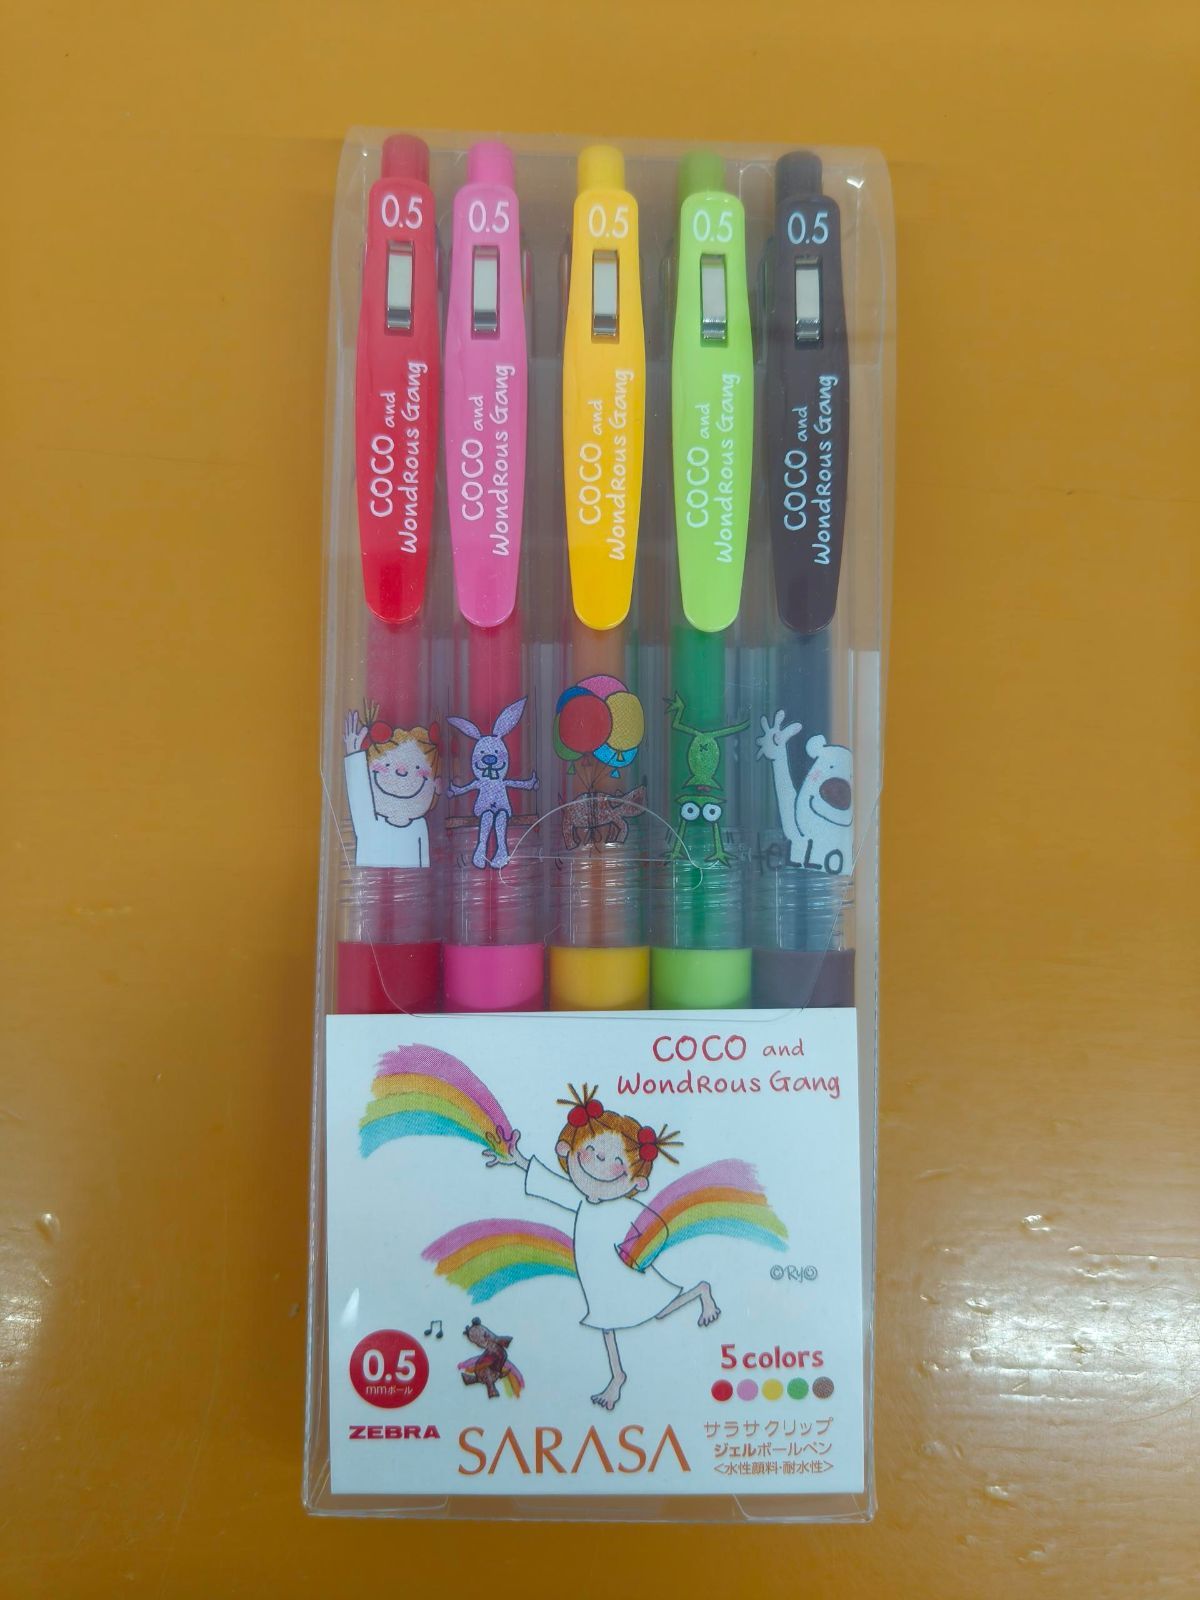 0.5
0.5
0.5
0.5
0.5
COCO and
WondRous Gang
COCO and
WondRous Gang
COCO and
WondRous Gang
COCO and
WondRous Gang
COCO and
WondRous Gang
HELLO
COCO and
WondRous Gang
©Ryo
5 colors
0.5
mmボール
ZEBRA
SARASA
サラサクリップ
ジェルボールペン
<水性顔料・耐水性>